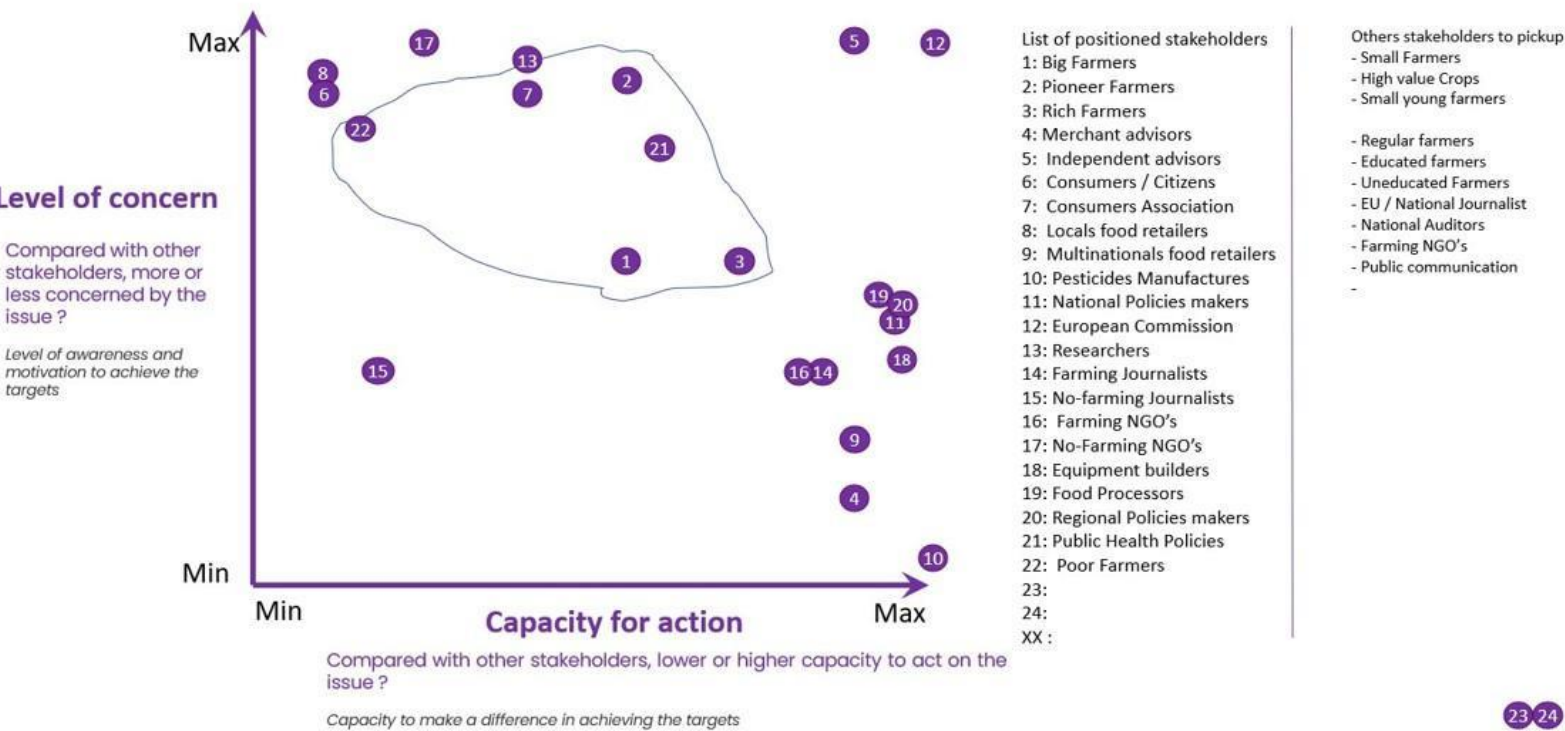 Max
17
5
12
13
8
2
6
7
22
21
Level of concern
Compared with other
stakeholders, more or
less concerned by the
issue ?
Level of awareness and
motivation to achieve the
targets
1
3
19
20
11
18
15
16
14
9
4
10
Min
Min
Max
Capacity for action
Compared with other stakeholders, lower or higher capacity to act on the
issue ?
Capacity to make a difference in achieving the targets
List of positioned stakeholders
1: Big Farmers
2: Pioneer Farmers
3: Rich Farmers
4: Merchant advisors
5: Independent advisors
6: Consumers / Citizens
7: Consumers Association
8: Locals food retailers
9: Multinationals food retailers
10: Pesticides Manufactures
11: National Policies makers
12: European Commission
13: Researchers
14: Farming Journalists
15: No-farming Journalists
16: Farming NGO's
17: No-Farming NGO's
18: Equipment builders
19: Food Processors
20: Regional Policies makers
21: Public Health Policies
22: Poor Farmers
23:
24:
XX :
Others stakeholders to pickup
- Small Farmers
- High value Crops
- Small young farmers
- Regular farmers
- Educated farmers
- Uneducated Farmers
- EU / National Journalist
- National Auditors
- Farming NGO's
- Public communication
-
23
24